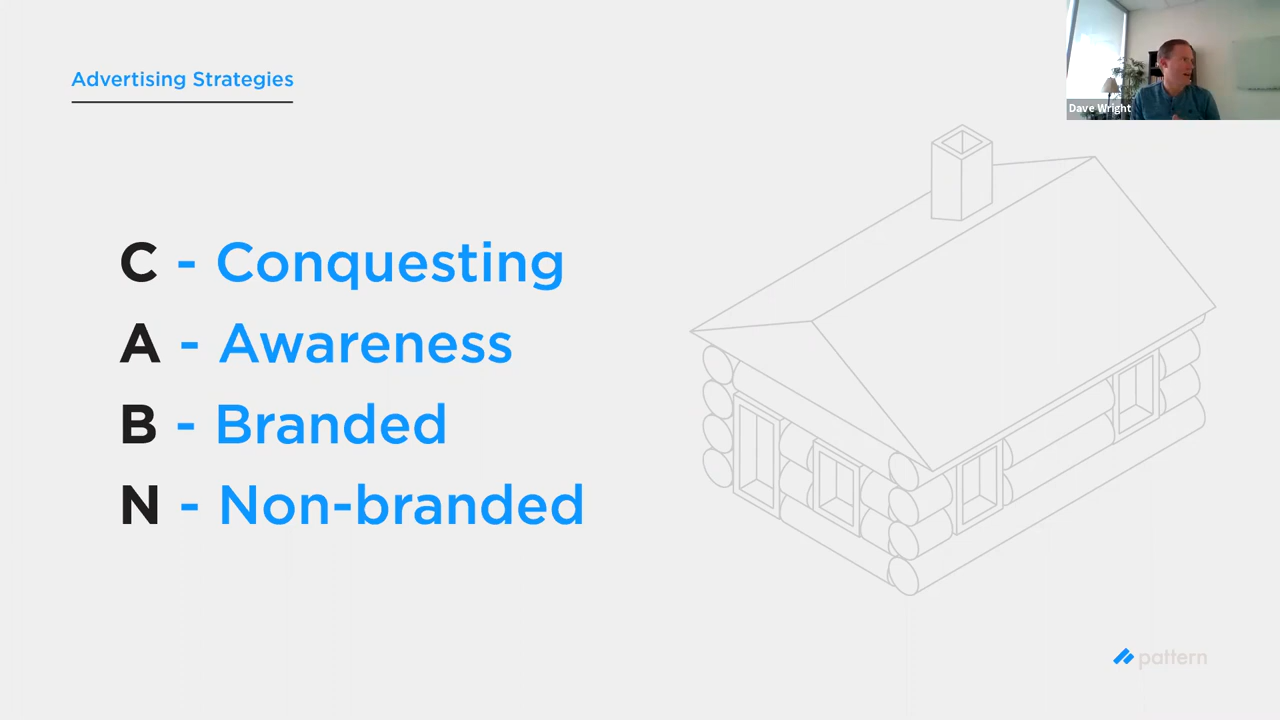 Advertising Strategies
Dave Wright
C - Conquesting
A - Awareness
B - Branded
N - Non-branded
pattern